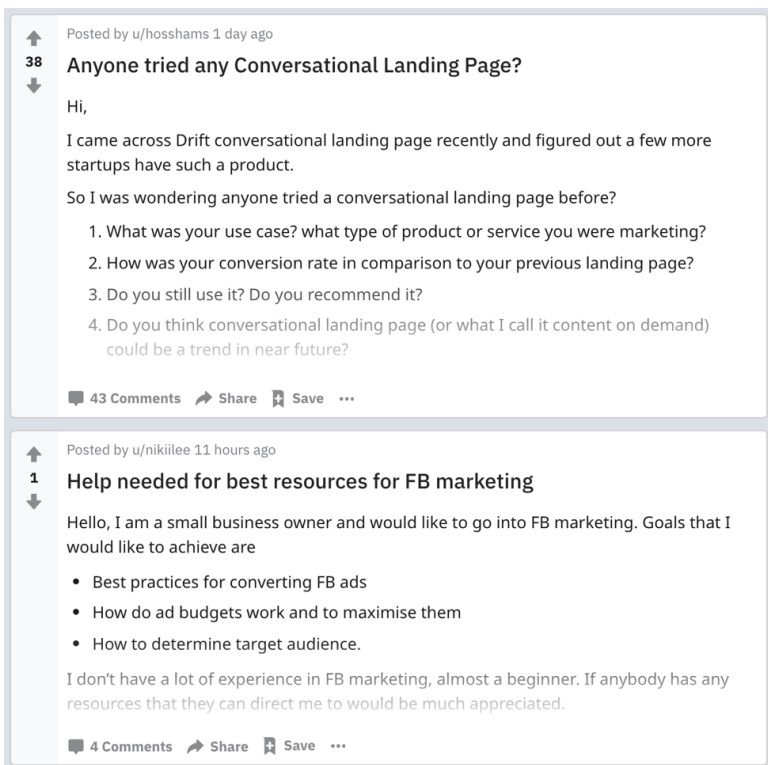 Posted by u/hosshams 1 day ago
38
Anyone tried any Conversational Landing Page?
Hi,
I came across Drift conversational landing page recently and figured out a few more
startups have such a product.
So I was wondering anyone tried a conversational landing page before?
1. What was your use case? what type of product or service you were marketing?
2. How was your conversion rate in comparison to your previous landing page?
3. Do you still use it? Do you recommend it?
4. Do you think conversational landing page (or what I call it content on demand)
could be a trend in near future?
43 Comments Share Save ...
Posted by u/nikiilee 11 hours ago
1
Help needed for best resources for FB marketing
Hello, I am a small business owner and would like to go into FB marketing. Goals that I
would like to achieve are
• Best practices for converting FB ads
• How do ad budgets work and to maximise them
• How to determine target audience.
I don’t have a lot of experience in FB marketing, almost a beginner. If anybody has any
resources that they can direct me to would be much appreciated.
4 Comments Share Save ...